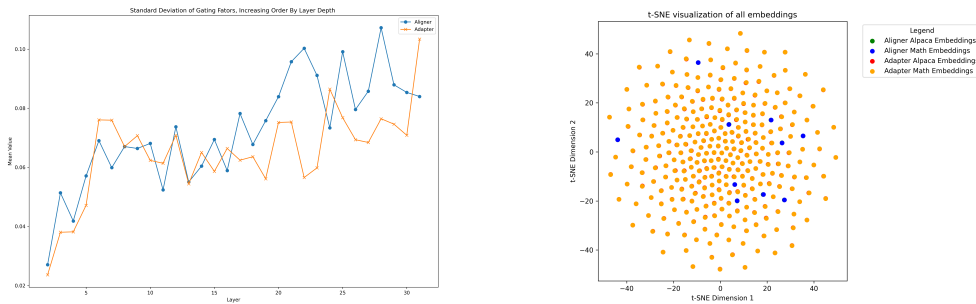 Standard Deviation of Gating Fators, Increasing Order By Layer Depth
Aligner
Adapter
Mean Value
0.10
0.08
0.06
0.04
0.02
5
10
15
20
25
30
Layer
t-SNE visualization of all embeddings
t-SNE Dimension 2
40
20
0
−20
−40
−40
−20
0
20
40
t-SNE Dimension 1
Legend
Aligner Alpaca Embeddings
Aligner Math Embeddings
Adapter Alpaca Embeddings
Adapter Math Embeddings